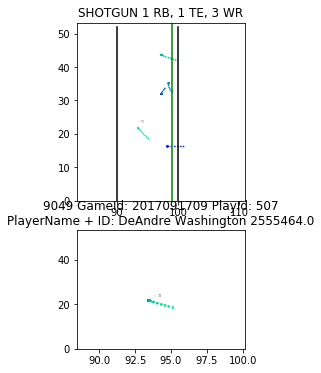 SHOTGUN 1 RB, 1 TE, 3 WR
50
40
30
20
10
0
90 100 110
9049 GameId: 2017091709 PlayId: 507
PlayerName + ID: DeAndre Washington 2555464.0
40
20
0
90.0 92.5 95.0 97.5 100.0